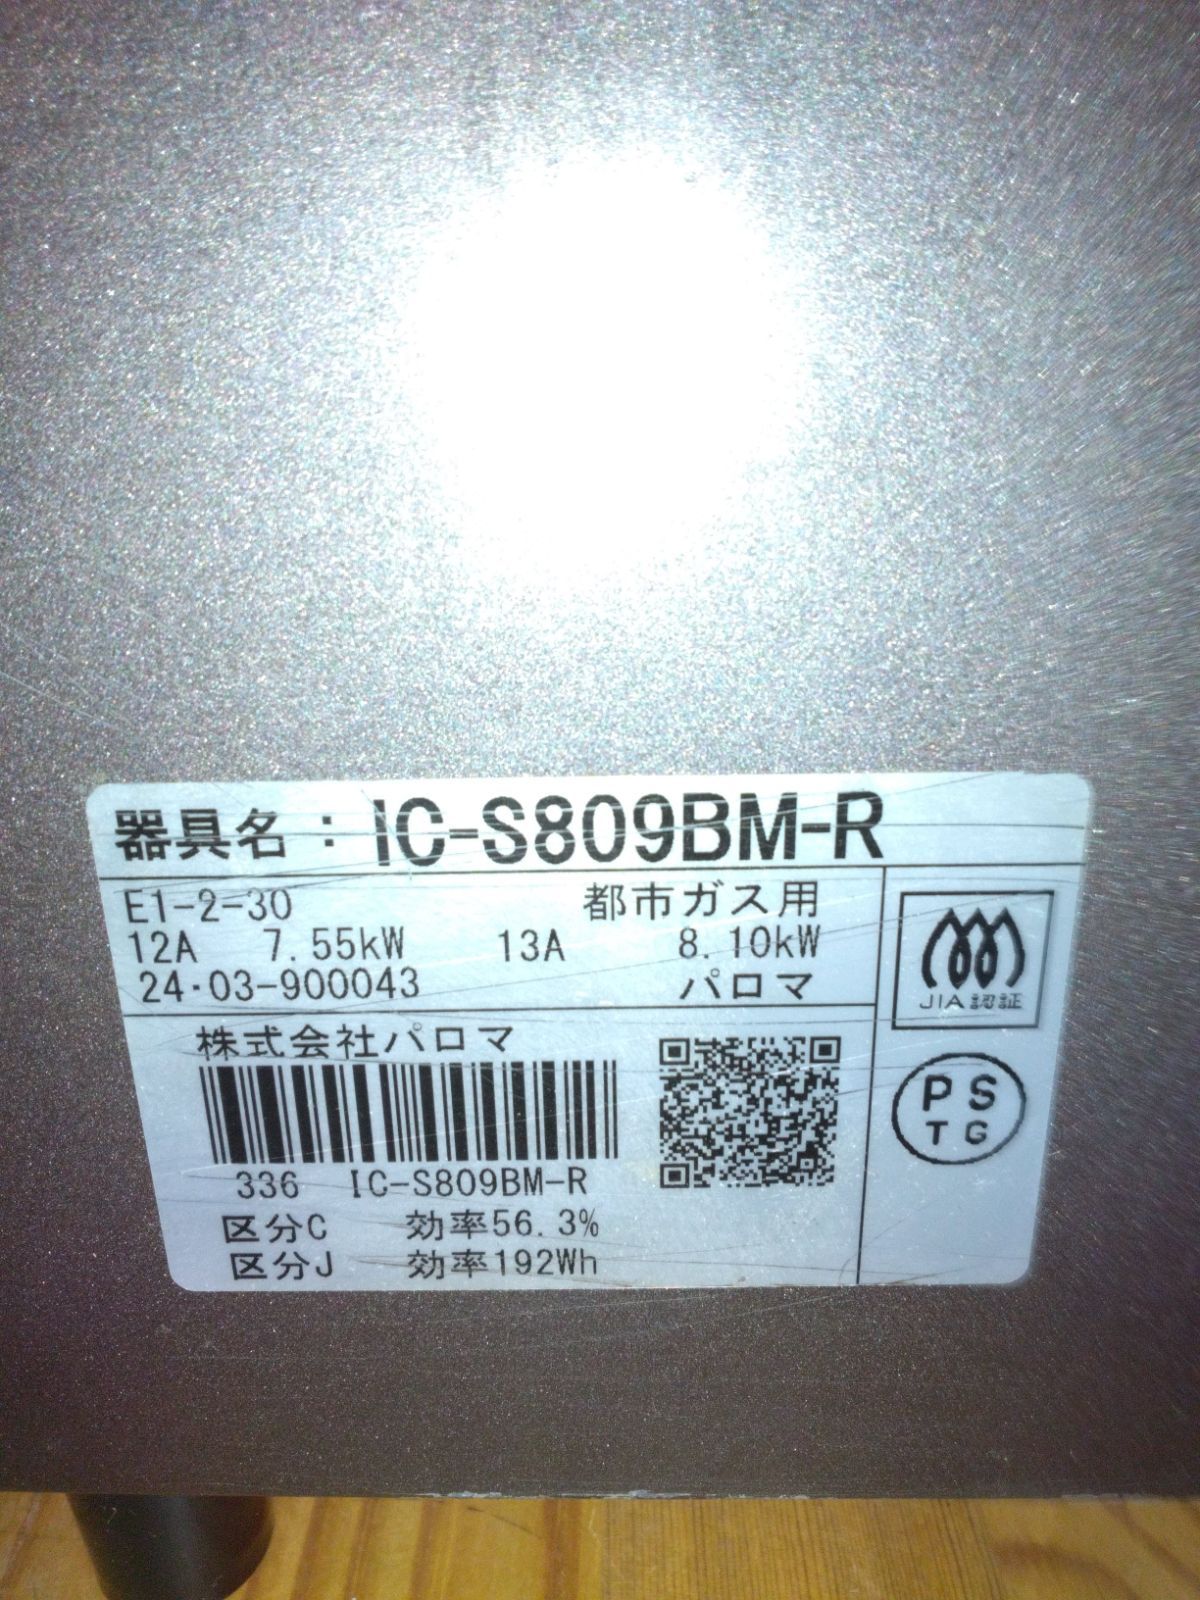 器具名：IC-S809BM-R
E1-2-30 都市ガス用
12A 7.55kW 13A 8.10kW
24・03-900043 パロマ
JIA認証
株式会社パロマ
PS
TG
336 IC-S809BM-R
区分C 効率56.3%
区分J 効率192Wh